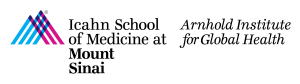 Icahn School
of Medicine at
Mount
Sinai
Arnhold Institute
for Global Health